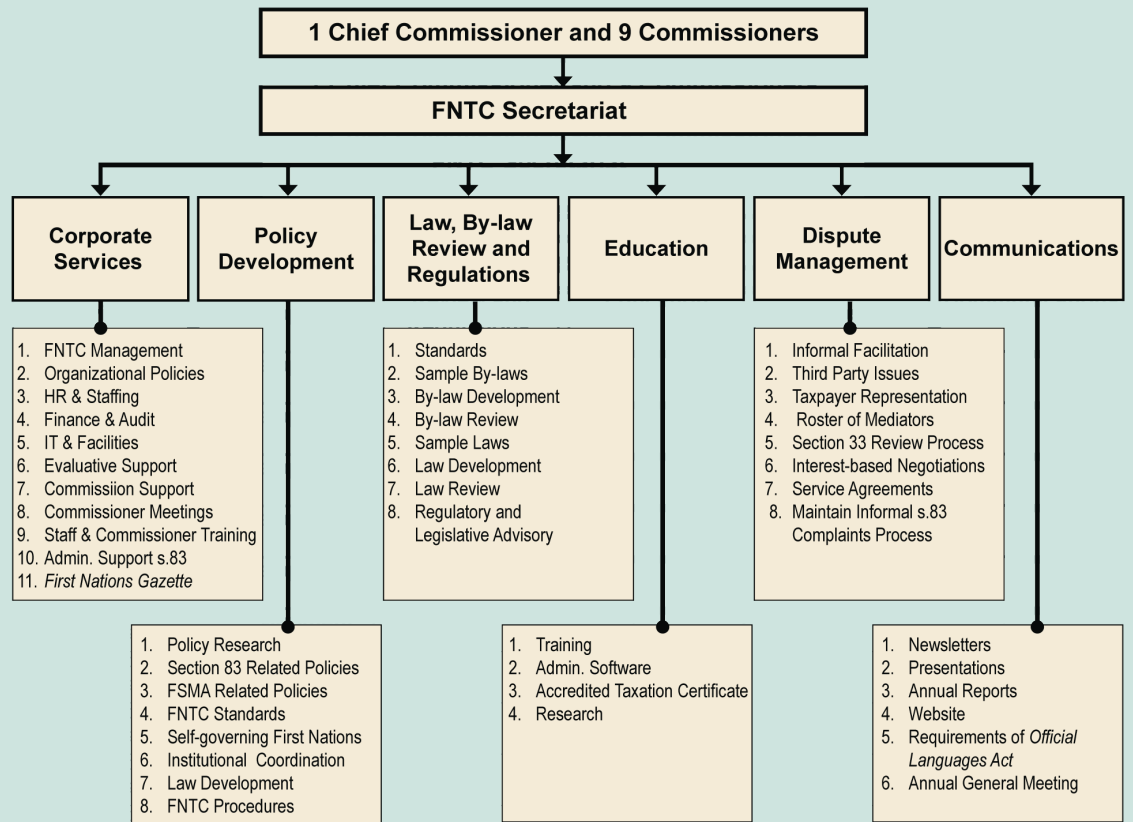 1 Chief Commissioner and 9 Commissioners
FNTC Secretariat
Corporate
Services
Policy
Development
Law, By-law
Review and
Regulations
Education
Dispute
Management
Communications
1. FNTC Management
2. Organizational Policies
3. HR & Staffing
4. Finance & Audit
5. IT & Facilities
6. Evaluative Support
7. Commissiion Support
8. Commissioner Meetings
9. Staff & Commissioner Training
10. Admin. Support s.83
11. First Nations Gazette
1. Standards
2. Sample By-laws
3. By-law Development
4. By-law Review
5. Sample Laws
6. Law Development
7. Law Review
8. Regulatory and
Legislative Advisory
1. Informal Facilitation
2. Third Party Issues
3. Taxpayer Representation
4. Roster of Mediators
5. Section 33 Review Process
6. Interest-based Negotiations
7. Service Agreements
8. Maintain Informal s.83
Complaints Process
1. Policy Research
2. Section 83 Related Policies
3. FSMA Related Policies
4. FNTC Standards
5. Self-governing First Nations
6. Institutional Coordination
7. Law Development
8. FNTC Procedures
1. Training
2. Admin. Software
3. Accredited Taxation Certificate
4. Research
1. Newsletters
2. Presentations
3. Annual Reports
4. Website
5. Requirements of Official
Languages Act
6. Annual General Meeting